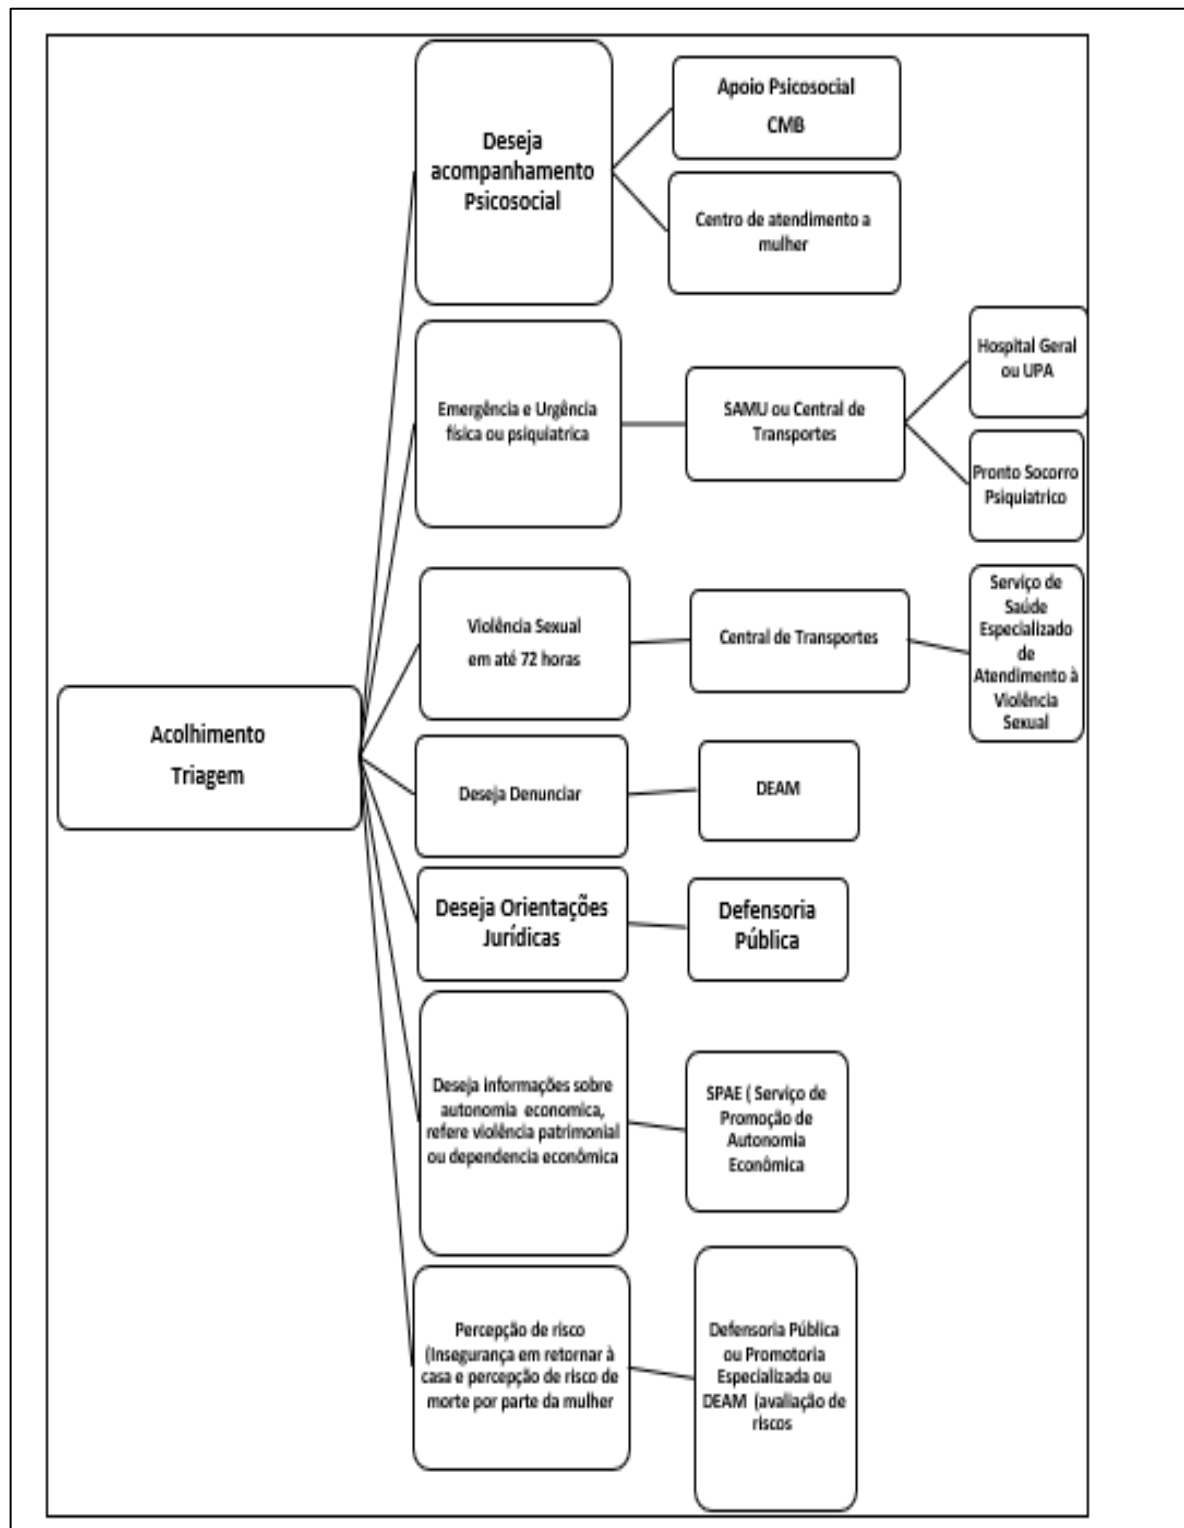 Deseja
acompanhamento
Psicosocial
Apoio Psicosocial
CMB
Centro de atendimento a
mulher
Emergência e Urgência
física ou psiquiatrica
SAMU ou Central de
Transportes
Hospital Geral
ou UPA
Pronto Socorro
Psiquiatrico
Violência Sexual
em até 72 horas
Central de Transportes
Serviço de
Saúde
Especializado
de
Atendimento à
Violência
Sexual
Acolhimento
Triagem
Deseja Denunciar
DEAM
Deseja Orientações
Jurídicas
Defensoria
Pública
Deseja informações sobre
autonomia economica,
refere violência patrimonial
ou dependencia econômica
SPAE ( Serviço de
Promoção de
Autonomia
Econômica
Percepção de risco
(Insegurança em retornar à
casa e percepção de risco de
morte por parte da mulher
Defensoria Pública
ou Promotoria
Especializada ou
DEAM (avaliação de
riscos